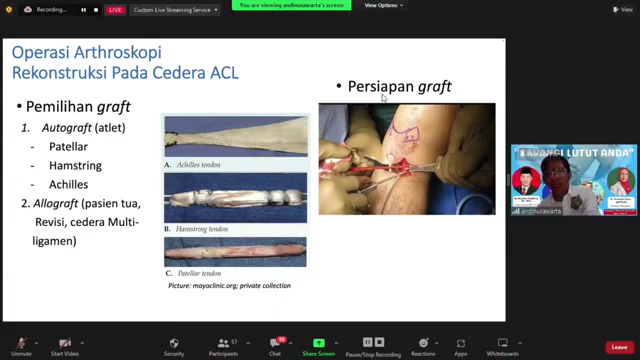 Recording...
LIVE
Custom Live Streaming Service
You are viewing andinusawarta's screen
View Options
View
Operasi Arthroskopi
Rekonstruksi Pada Cedera ACL
• Pemilihan graft
1. Autograft (atlet)
- Patellar
- Hamstring
- Achilles
2. Allograft (pasien tua,
Revisi, cedera Multi-
ligamen)
A. Achilles tendon
B. Hamstring tendon
C. Patellar tendon
Picture: mayoclinic.org; private collection
• Persiapan graft
LUTUT ANDA"
andinusawarta
Unmute
Start Video
Security
Participants
57
Chat
Share Screen
Pause/Stop Recording
Reactions
Apps
Whiteboards
Leave